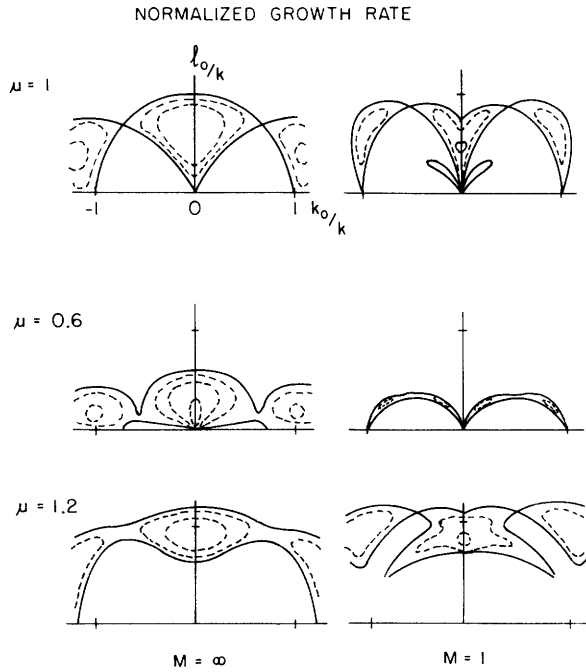 NORMALIZED GROWTH RATE
ℓo/k
μ = 1
-1 0 1 ko/k
μ = 0.6
μ = 1.2
M = ∞ M = 1